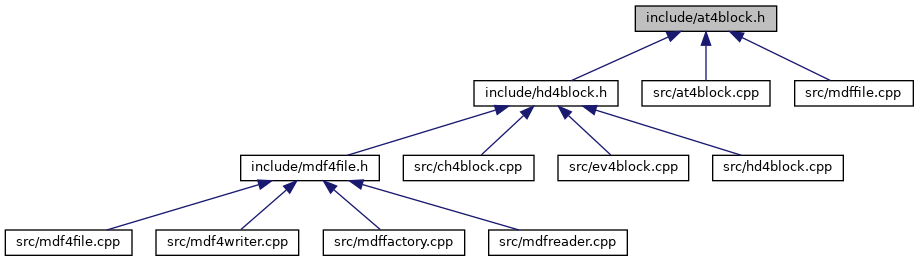 include/at4block.h
include/hd4block.h
src/at4block.cpp
src/mdffile.cpp
include/mdf4file.h
src/ch4block.cpp
src/ev4block.cpp
src/hd4block.cpp
src/mdf4file.cpp
src/mdf4writer.cpp
src/mdffactory.cpp
src/mdfreader.cpp